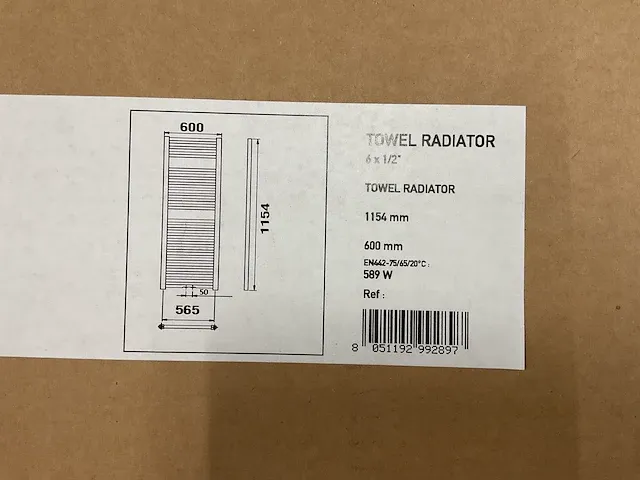 600
1154
50
565
TOWEL RADIATOR
6 x 1/2"
TOWEL RADIATOR
1154 mm
600 mm
EN442-75/65/20°C :
589 W
Ref :
8 051192 992897